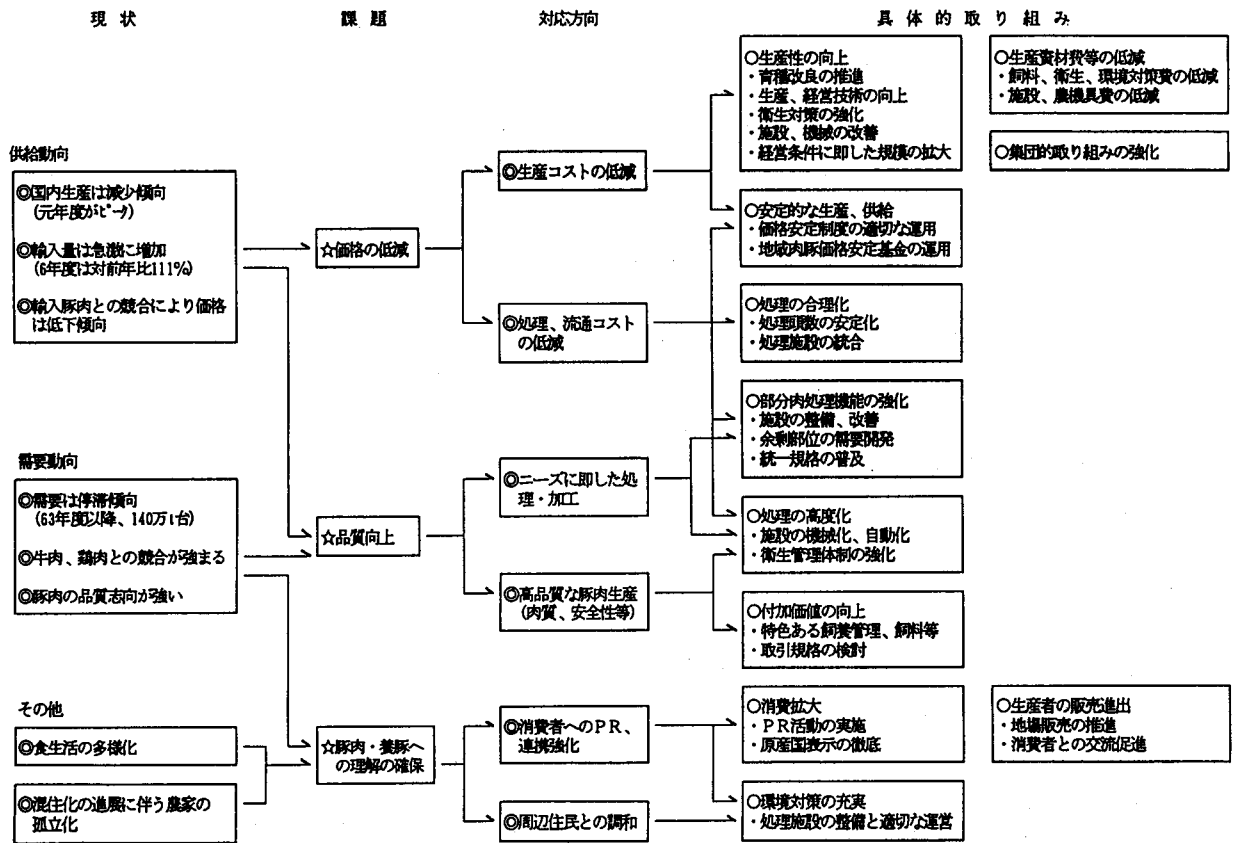 現状
課題
対応方向
具体的取り組み
供給動向
◎国内生産は減少傾向
(元年度がピーク)
◎輸入量は急激に増加
(6年度は対前年比111%)
◎輸入豚肉との競合により価格
は低下傾向
需要動向
◎需要は停滞傾向
(63年度以降、140万t台)
◎牛肉、鶏肉との競合が強まる
◎豚肉の品質志向が強い
その他
◎食生活の多様化
◎混住化の進展に伴う農家の
孤立化
☆価格の低減
☆品質向上
☆豚肉・養豚へ
の理解の確保
◎生産コストの低減
◎処理、流通コスト
の低減
◎ニーズに即した処
理・加工
◎高品質な豚肉生産
(肉質、安全性等)
◎消費者へのPR、
連携強化
◎周辺住民との調和
○生産性の向上
・育種改良の推進
・生産、経営技術の向上
・衛生対策の強化
・施設、機械の改善
・経営条件に即した規模の拡大
○生産資材費等の低減
・飼料、衛生、環境対策費の低減
・施設、農機具費の低減
○集団的取り組みの強化
○安定的な生産、供給
・価格安定制度の適切な運用
・地域肉豚価格安定基金の運用
○処理の合理化
・処理頭数の安定化
・処理施設の統合
○部分肉処理機能の強化
・施設の整備、改善
・余剰部位の需要開発
・統一規格の普及
○処理の高度化
・施設の機械化、自動化
・衛生管理体制の強化
○付加価値の向上
・特色ある飼養管理、飼料等
・取引規格の検討
○消費拡大
・PR活動の実施
・原産国表示の徹底
○生産者の販売進出
・地場販売の推進
・消費者との交流促進
○環境対策の充実
・処理施設の整備と適切な運営